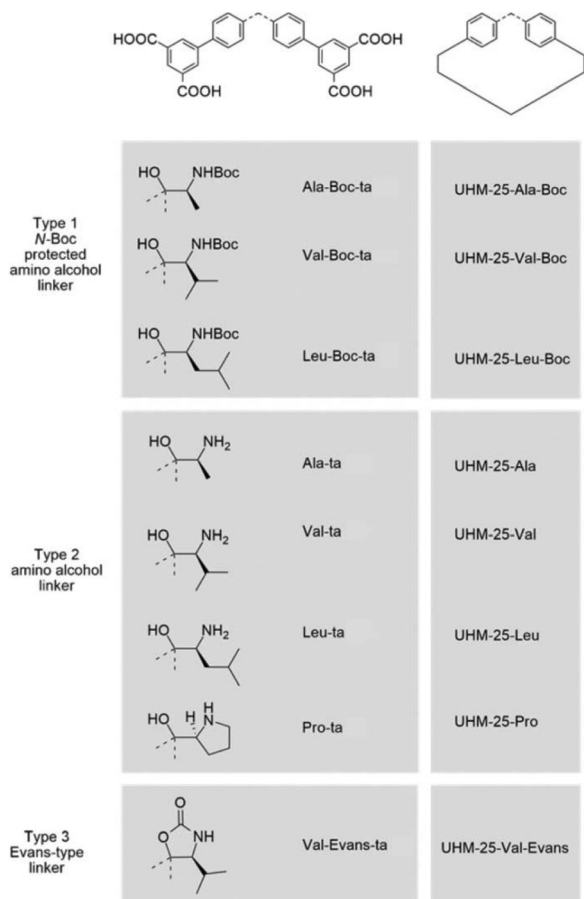 HOOC COOH
COOH COOH
Type 1
N-Boc
protected
amino alcohol
linker
HO NHBoc Ala-Boc-ta UHM-25-Ala-Boc
HO NHBoc Val-Boc-ta UHM-25-Val-Boc
HO NHBoc Leu-Boc-ta UHM-25-Leu-Boc
Type 2
amino alcohol
linker
HO NH2 Ala-ta UHM-25-Ala
HO NH2 Val-ta UHM-25-Val
HO NH2 Leu-ta UHM-25-Leu
HO H H N Pro-ta UHM-25-Pro
Type 3
Evans-type
linker
O
O NH Val-Evans-ta UHM-25-Val-Evans